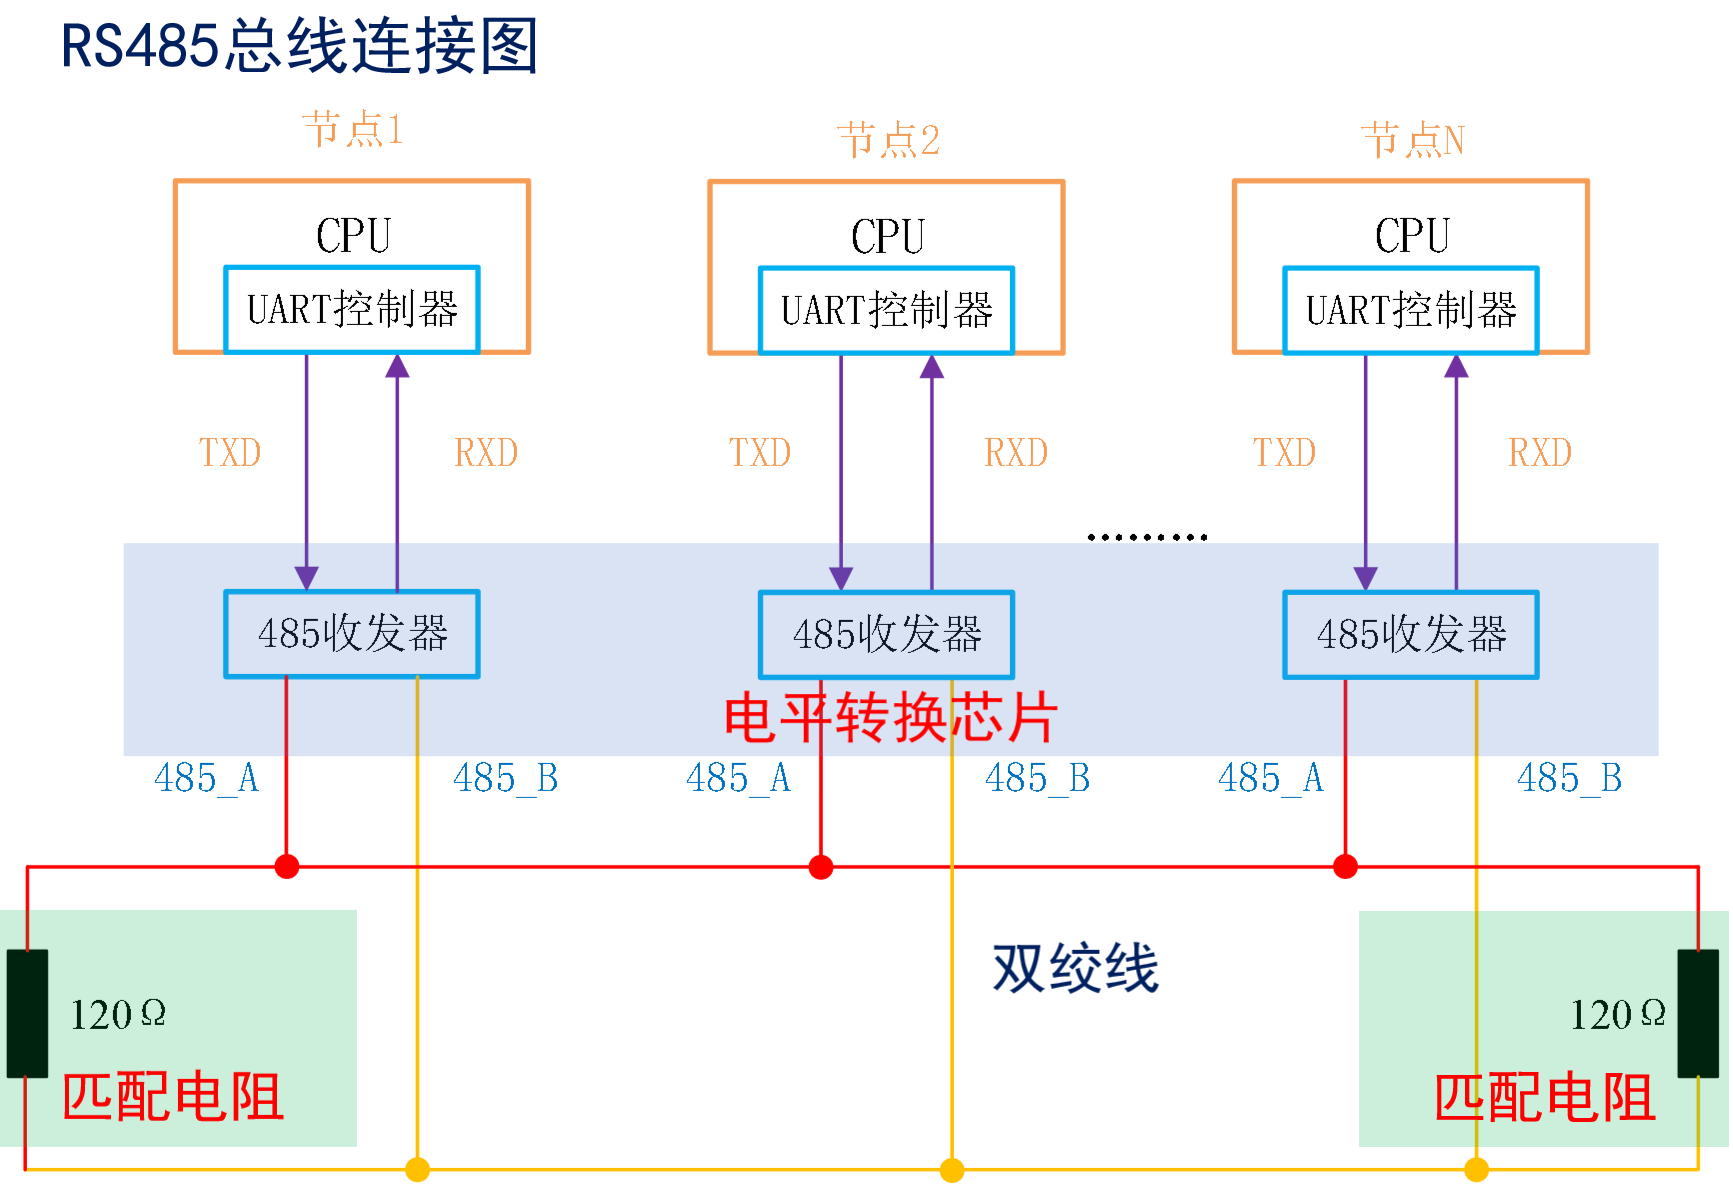 RS485总线连接图
节点1
节点2
节点N
CPU
CPU
CPU
UART控制器
UART控制器
UART控制器
TXD
RXD
TXD
RXD
TXD
RXD
.........
485收发器
485收发器
485收发器
电平转换芯片
485_A
485_B
485_A
485_B
485_A
485_B
双绞线
120Ω
120Ω
匹配电阻
匹配电阻